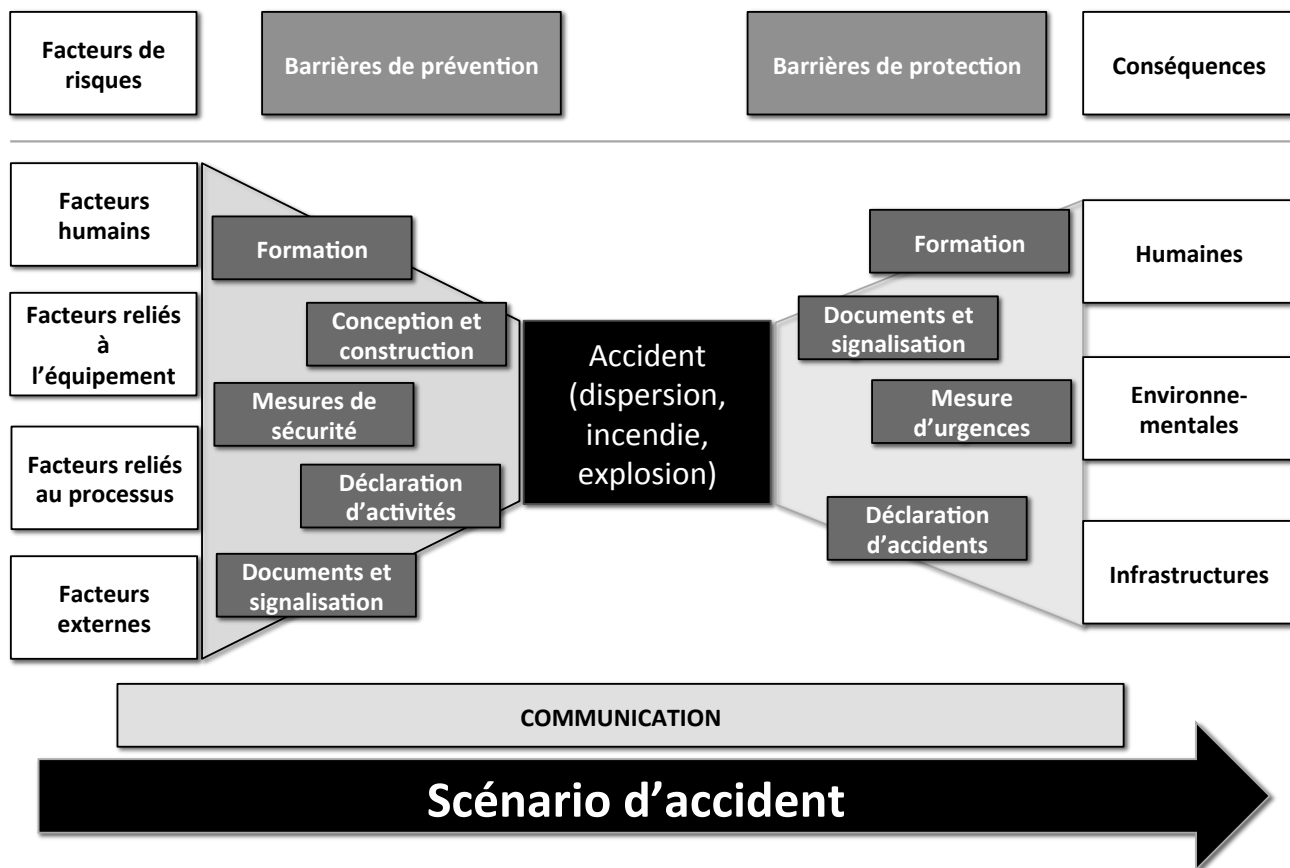 Facteurs de
risques
Barrières de prévention
Barrières de protection
Conséquences
Facteurs
humains
Facteurs reliés
à
l’équipement
Facteurs reliés
au processus
Facteurs
externes
Formation
Conception et
construction
Mesures de
sécurité
Déclaration
d’activités
Documents et
signalisation
Accident
(dispersion,
incendie,
explosion)
Formation
Documents et
signalisation
Mesure
d’urgences
Déclaration
d’accidents
Humaines
Environne-
mentales
Infrastructures
COMMUNICATION
Scénario d’accident